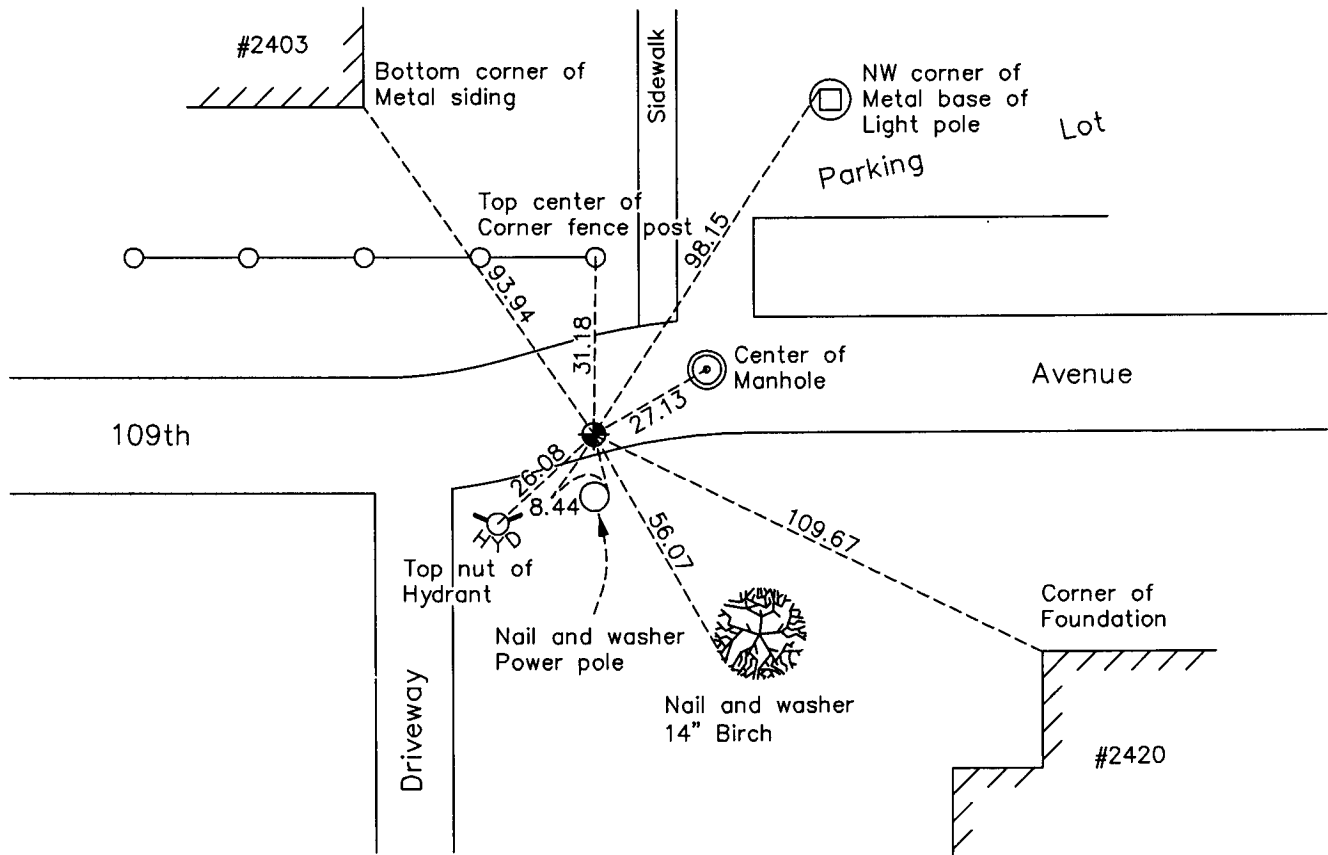 #2403
Bottom corner of
Metal siding
Sidewalk
NW corner of
Metal base of
Light pole
Parking Lot
Top center of
Corner fence post
93.94
31.18
98.15
Center of
Manhole
27.13
109th
Avenue
26.08
8.44
HYD
Top nut of
Hydrant
56.07
109.67
Nail and washer
Power pole
Corner of
Foundation
Nail and washer
14" Birch
Driveway
#2420